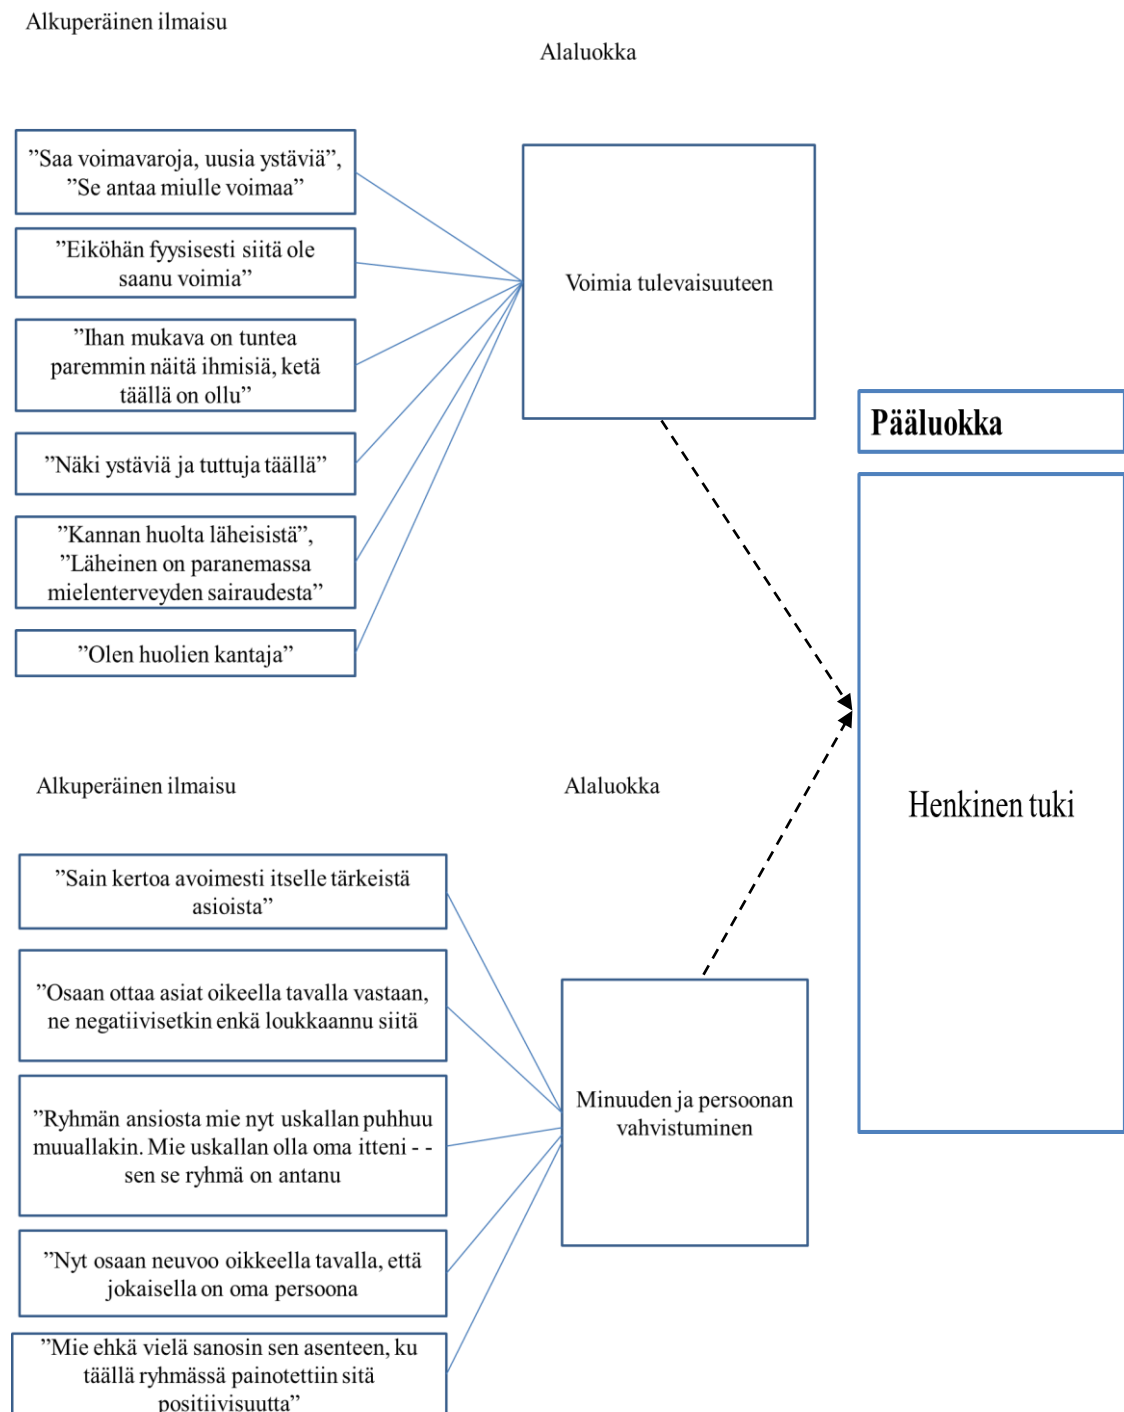 Alkuperäinen ilmaisu
Alaluokka
”Saa voimavaroja, uusia ystäviä”,
”Se antaa miulle voimaa”
”Eiköhän fyysisesti siitä ole
saanu voimia”
”Ihan mukava on tuntea
paremmin näitä ihmisiä, ketä
täällä on ollu”
”Näki ystäviä ja tuttuja täällä”
”Kannan huolta läheisistä”,
”Läheinen on paranemassa
mielenterveyden sairaudesta”
”Olen huolien kantaja”
Voimia tulevaisuuteen
Pääluokka
Henkinen tuki
Alkuperäinen ilmaisu
Alaluokka
”Sain kertoa avoimesti itselle tärkeistä
asioista”
”Osaan ottaa asiat oikeella tavalla vastaan,
ne negatiivisetkin enkä loukkaannu siitä
”Ryhmän ansiosta mie nyt uskallan puhhuu
muuallakin. Mie uskallan olla oma itteni - -
sen se ryhmä on antanu
”Nyt osaan neuvoo oikkeella tavalla, että
jokaisella on oma persoona
”Mie ehkä vielä sanosin sen asenteen, ku
täällä ryhmässä painotettiin sitä
positiivisuutta”
Minuuden ja persoonan
vahvistuminen